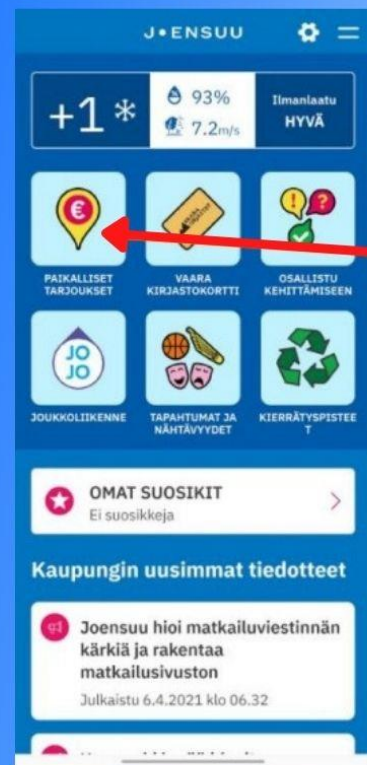 J•ENSUU
+1*
93%
7.2m/s
Ilmanlaatu
HYVÄ
€
! ?
PAIKALLISET
TARJOUKSET
VAARA
KIRJASTOKORTTI
OSALLISTU
KEHITTÄMISEEN
JO
JO
JOUKKOLIIKENNE
TAPAHTUMAT JA
NÄHTÄVYYDET
KIERRÄTYSPISTEE
T
OMAT SUOSIKIT
Ei suosikkeja
Kaupungin uusimmat tiedotteet
Joensuu hioi matkailuviestinnän
kärkiä ja rakentaa
matkailusivuston
Julkaistu 6.4.2021 klo 06.32